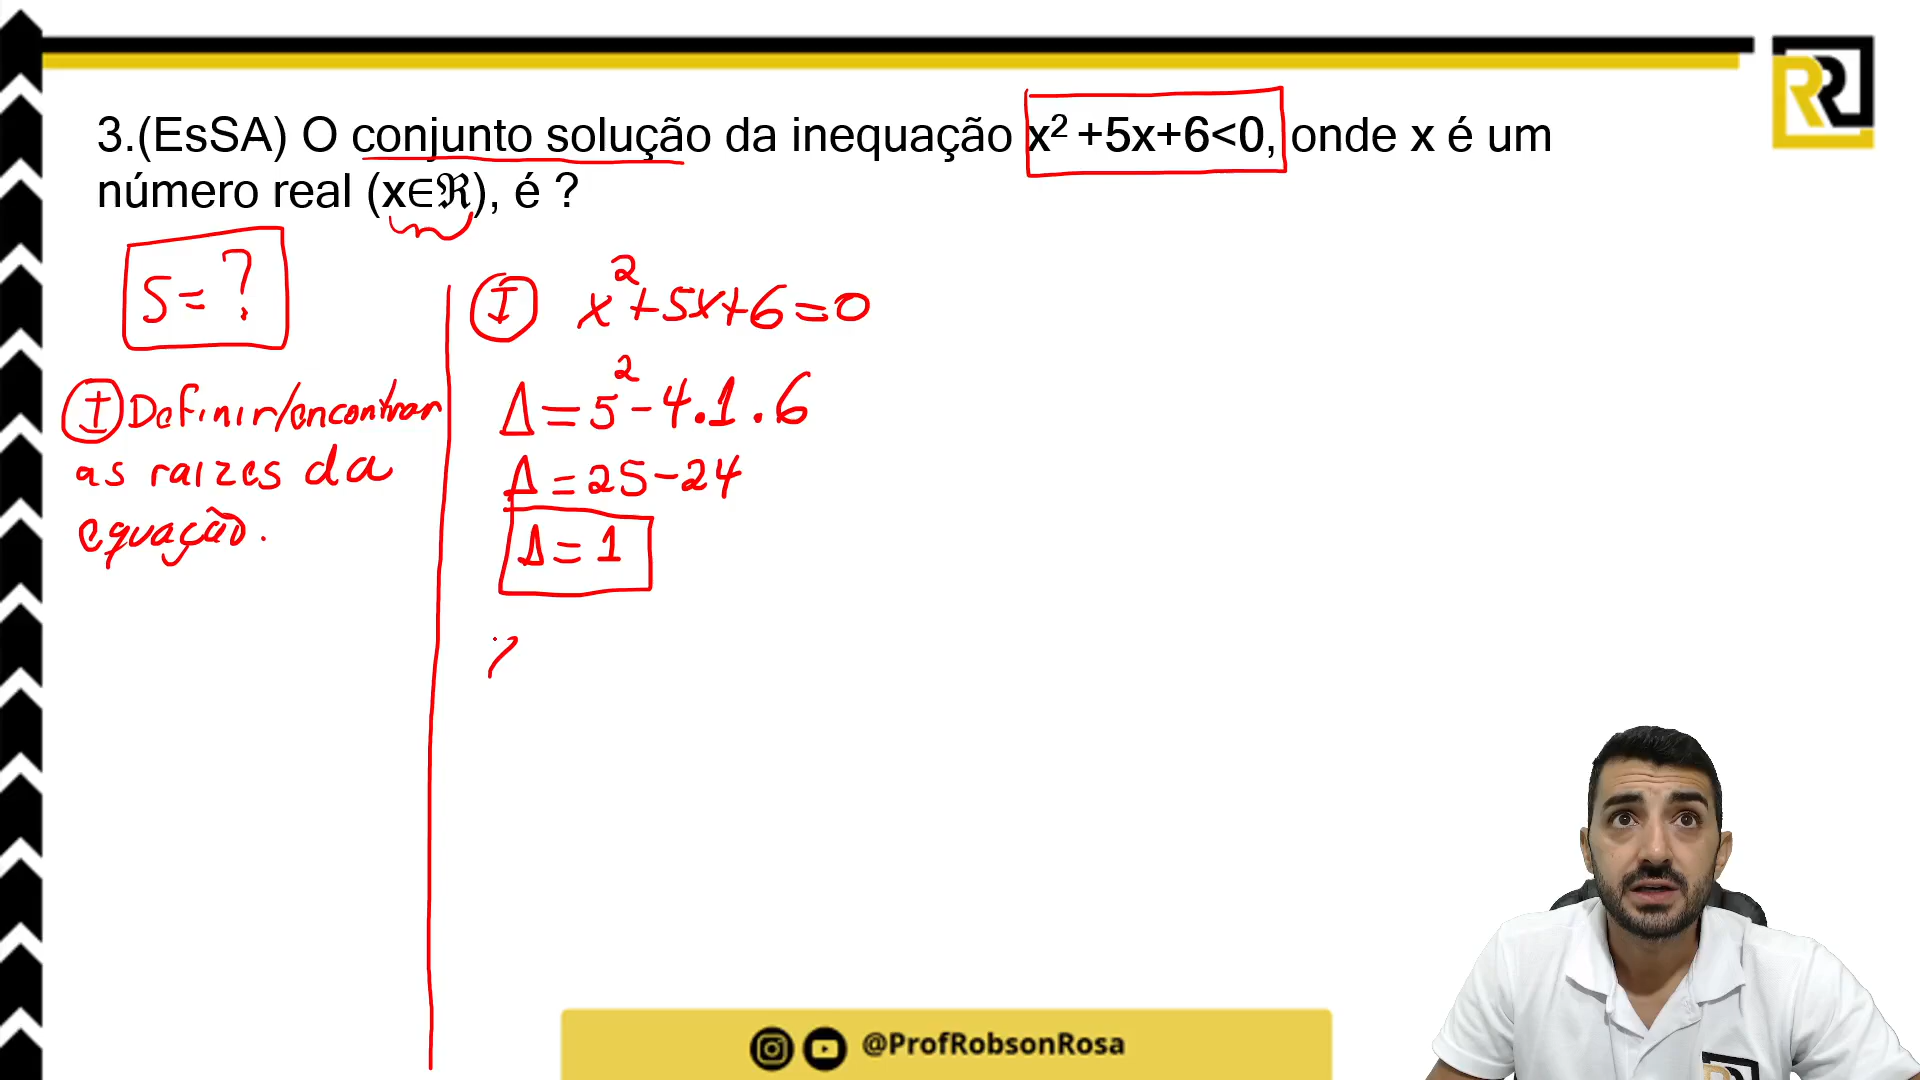 3.(EsSA) O conjunto solução da inequação x² +5x+6<0, onde x é um
número real (x∈ℜ), é ?
S = ?
I Definir/encontrar
as raizes da
equação.
I x²+5x+6=0
Δ = 5² - 4.1.6
Δ = 25-24
Δ = 1
@ProfRobsonRosa